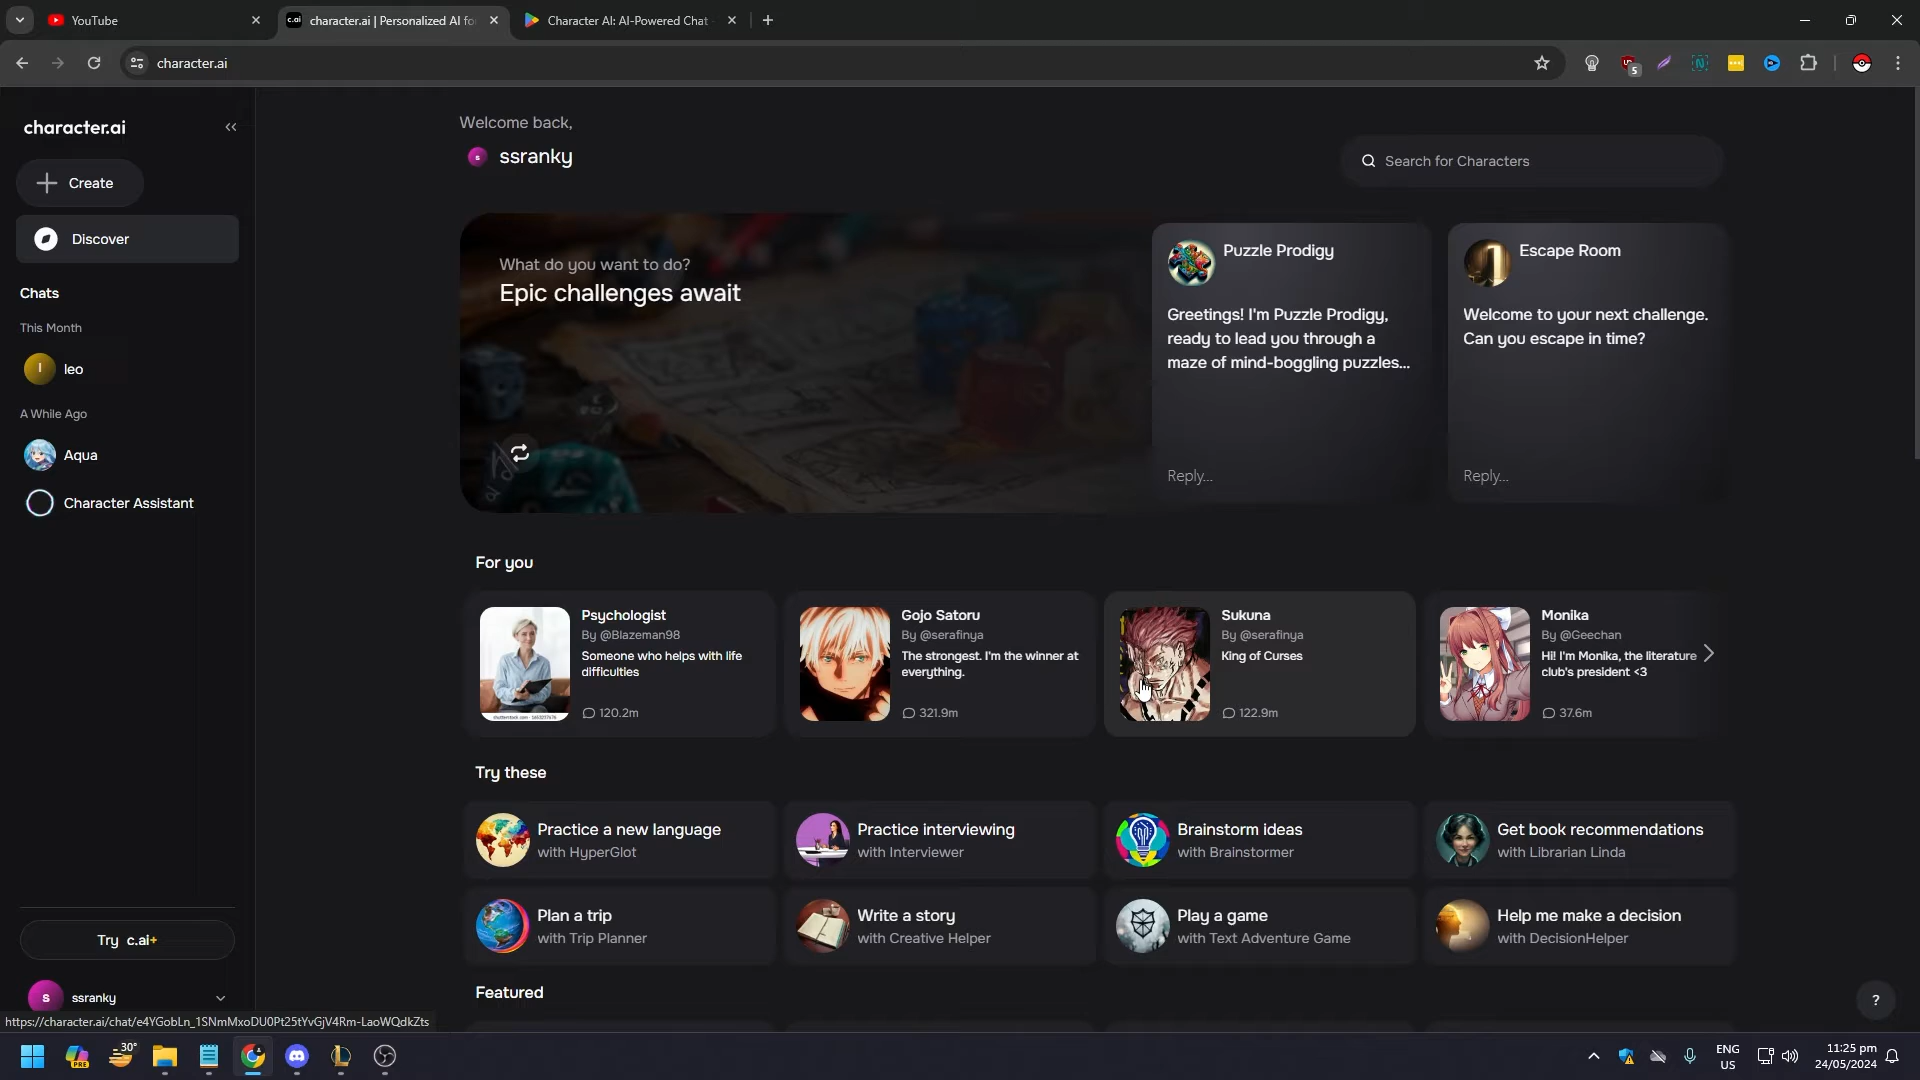 YouTube
c.ai
character.ai | Personalized AI fo
Character AI: AI-Powered Chat
character.ai
5
character.ai
Create
Discover
Chats
This Month
l
leo
A While Ago
Aqua
Character Assistant
Try c.ai+
s
ssranky
https://character.ai/chat/e4YGobLn_1SNmMxoDU0Pt25tYvGjV4Rm-LaoWQdkZts
Welcome back,
s
ssranky
Search for Characters
What do you want to do?
Epic challenges await
Puzzle Prodigy
Greetings! I'm Puzzle Prodigy,
ready to lead you through a
maze of mind-boggling puzzles...
Reply...
Escape Room
Welcome to your next challenge.
Can you escape in time?
Reply...
For you
Psychologist
By @Blazeman98
Someone who helps with life
difficulties
120.2m
Gojo Satoru
By @serafinya
The strongest. I'm the winner at
everything.
321.9m
Sukuna
By @serafinya
King of Curses
122.9m
Monika
By @Geechan
Hi! I'm Monika, the literature
club's president <3
37.6m
Try these
Practice a new language
with HyperGlot
Practice interviewing
with Interviewer
Brainstorm ideas
with Brainstormer
Get book recommendations
with Librarian Linda
Plan a trip
with Trip Planner
Write a story
with Creative Helper
Play a game
with Text Adventure Game
Help me make a decision
with DecisionHelper
Featured
?
PRE
30°
ENG
US
11:25 pm
24/05/2024